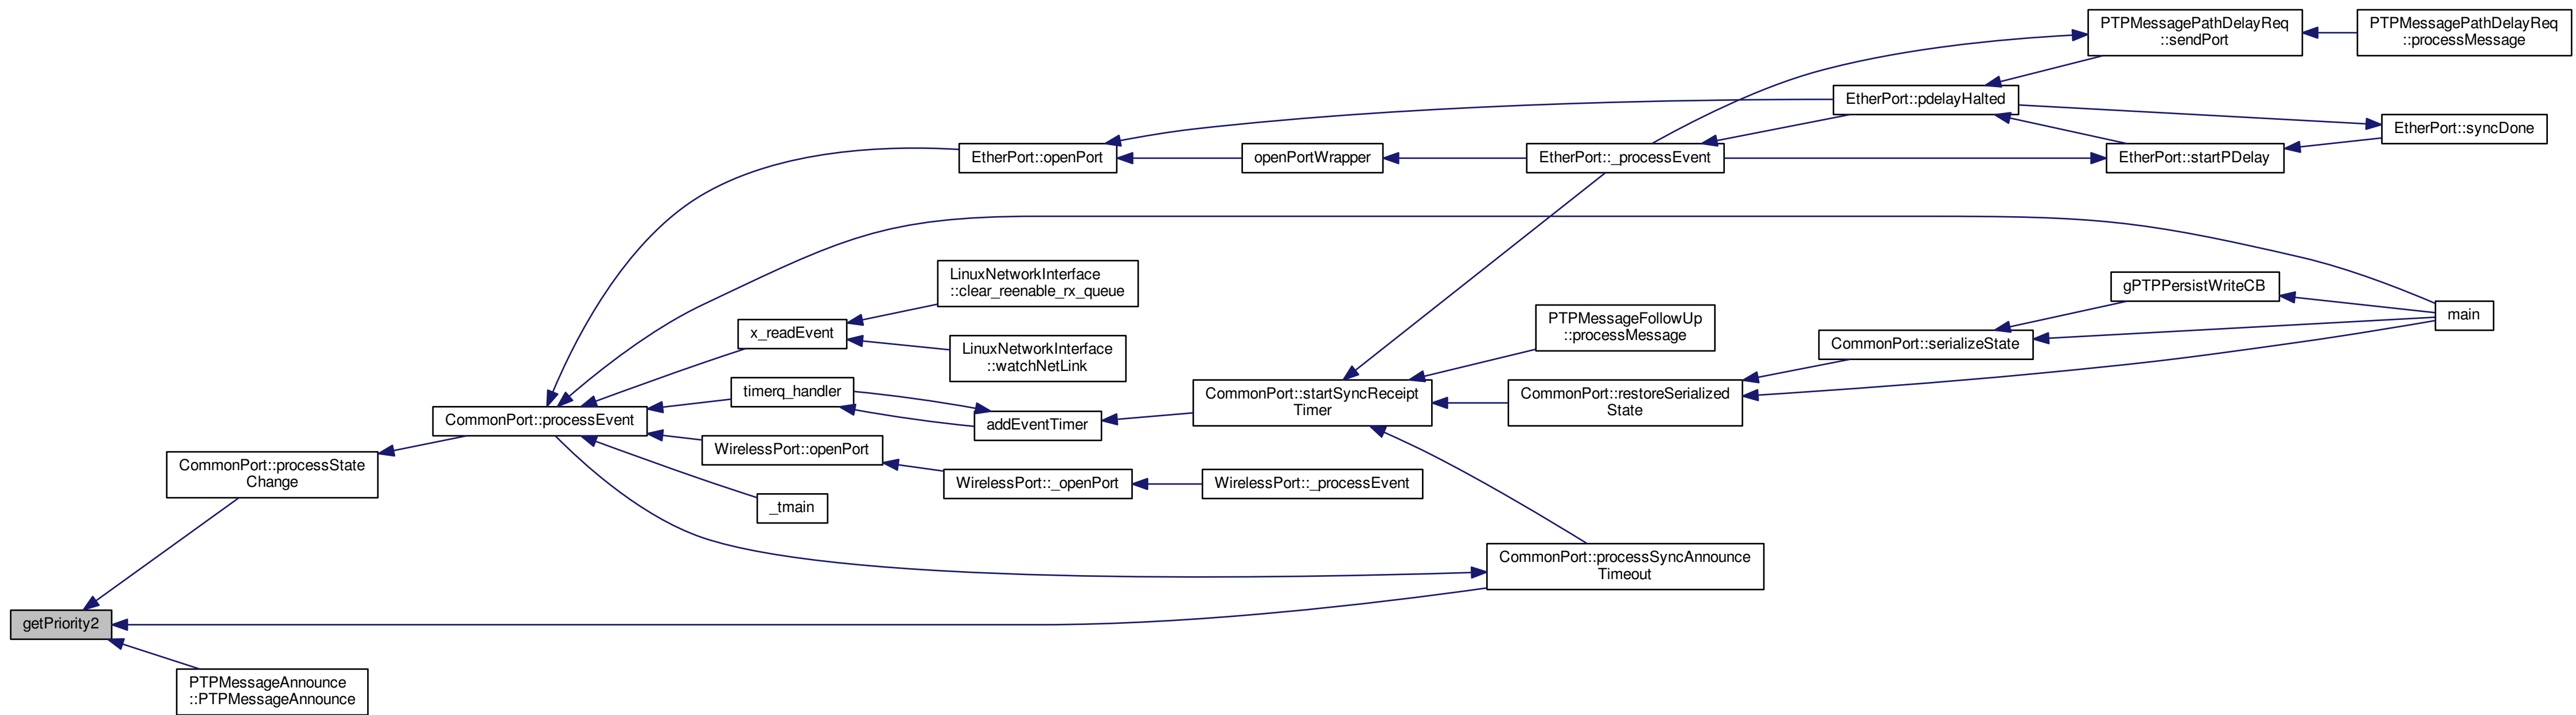 PTPMessagePathDelayReq
::sendPort
PTPMessagePathDelayReq
::processMessage
EtherPort::pdelayHalted
EtherPort::syncDone
EtherPort::openPort
openPortWrapper
EtherPort::_processEvent
EtherPort::startPDelay
LinuxNetworkInterface
::clear_reenable_rx_queue
gPTPPersistWriteCB
main
x_readEvent
PTPMessageFollowUp
::processMessage
CommonPort::serializeState
LinuxNetworkInterface
::watchNetLink
timerq_handler
CommonPort::startSyncReceipt
Timer
CommonPort::restoreSerialized
State
CommonPort::processEvent
addEventTimer
WirelessPort::openPort
CommonPort::processState
Change
WirelessPort::_openPort
WirelessPort::_processEvent
_tmain
CommonPort::processSyncAnnounce
Timeout
getPriority2
PTPMessageAnnounce
::PTPMessageAnnounce